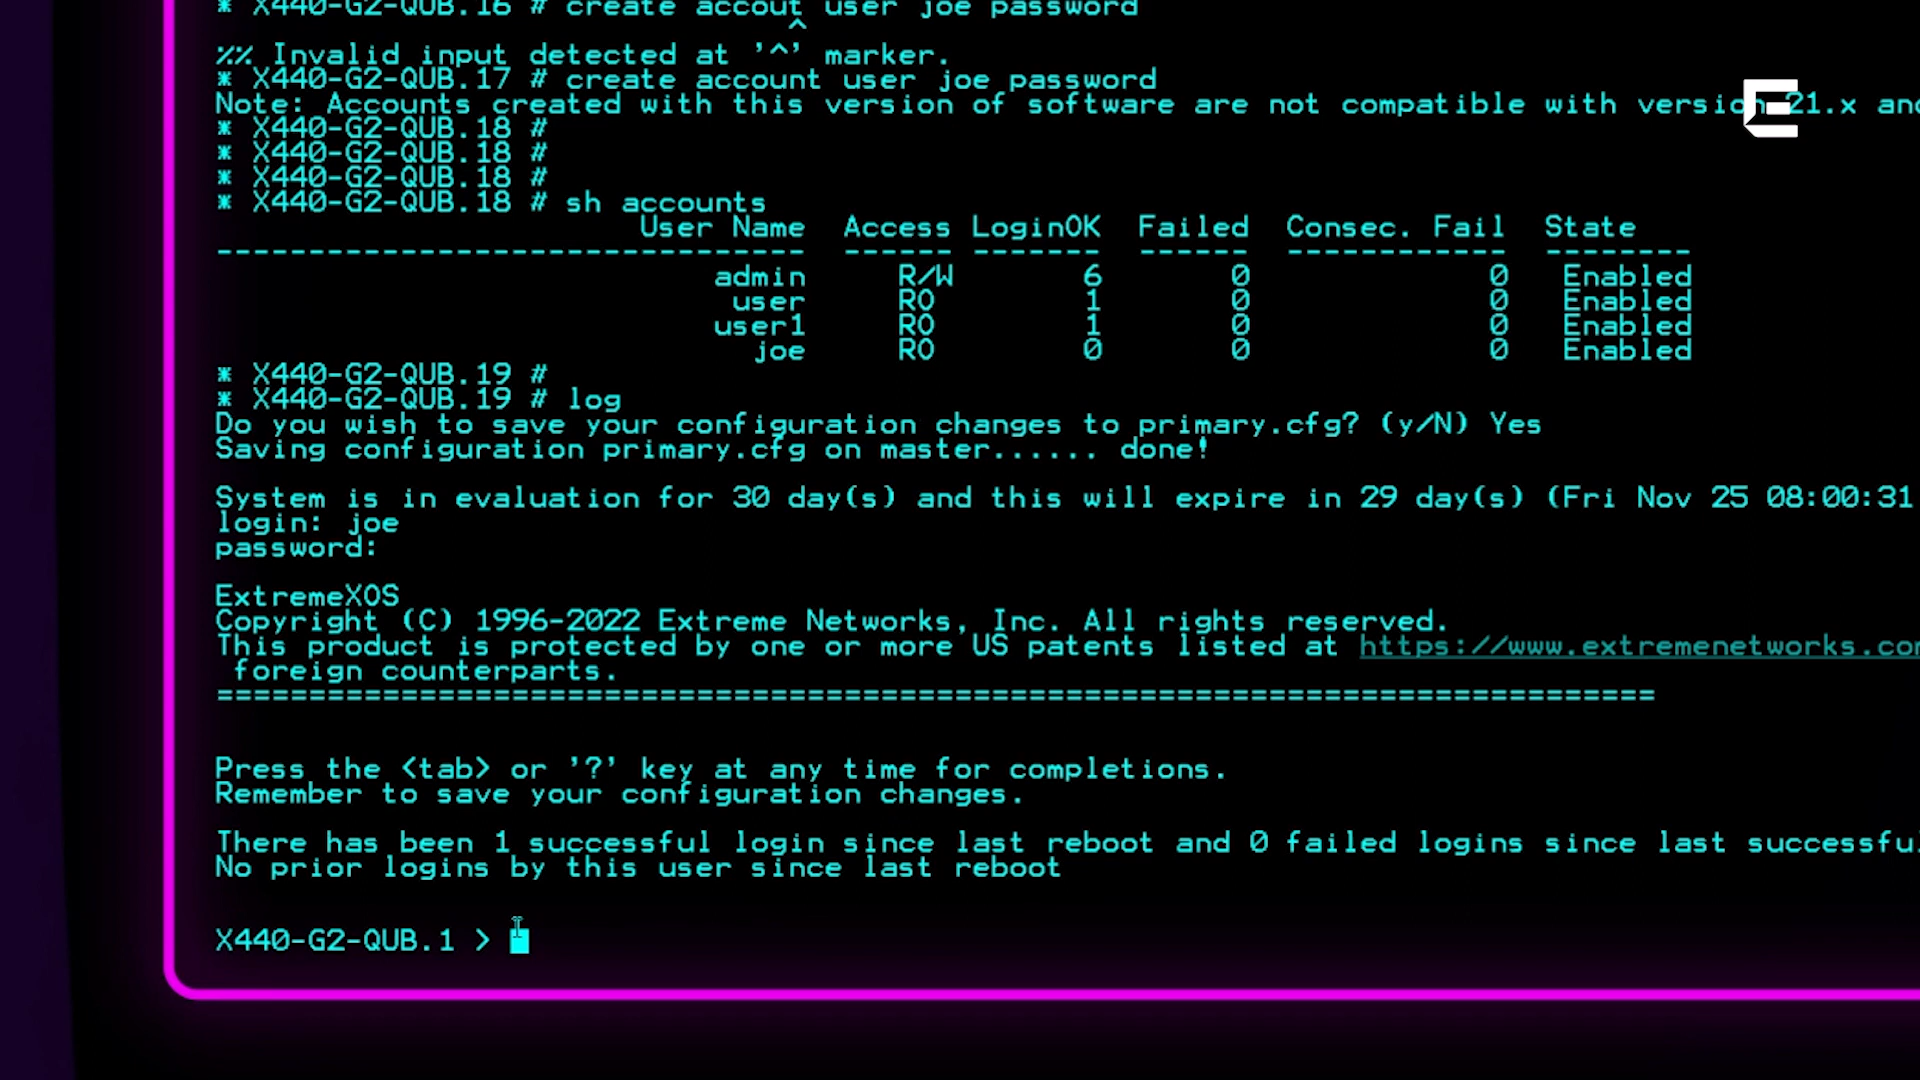 * X440-G2-QUB.16 # create accout user joe password
^
%% Invalid input detected at '^' marker.
* X440-G2-QUB.17 # create account user joe password
Note: Accounts created with this version of software are not compatible with version 21.x and
* X440-G2-QUB.18 #
* X440-G2-QUB.18 #
* X440-G2-QUB.18 #
* X440-G2-QUB.18 # sh accounts
User Name Access LoginOK Failed Consec. Fail State
-------------------------------- ------ ------- ------ ------------ --------
admin R/W 6 0 0 Enabled
user RO 1 0 0 Enabled
user1 RO 1 0 0 Enabled
joe RO 0 0 0 Enabled
* X440-G2-QUB.19 #
* X440-G2-QUB.19 # log
Do you wish to save your configuration changes to primary.cfg? (y/N) Yes
Saving configuration primary.cfg on master...... done!
System is in evaluation for 30 day(s) and this will expire in 29 day(s) (Fri Nov 25 08:00:31
login: joe
password:
ExtremeXOS
Copyright (C) 1996-2022 Extreme Networks, Inc. All rights reserved.
This product is protected by one or more US patents listed at https://www.extremenetworks.com
foreign counterparts.
==============================================================================
Press the <tab> or '?' key at any time for completions.
Remember to save your configuration changes.
There has been 1 successful login since last reboot and 0 failed logins since last successful
No prior logins by this user since last reboot
X440-G2-QUB.1 >